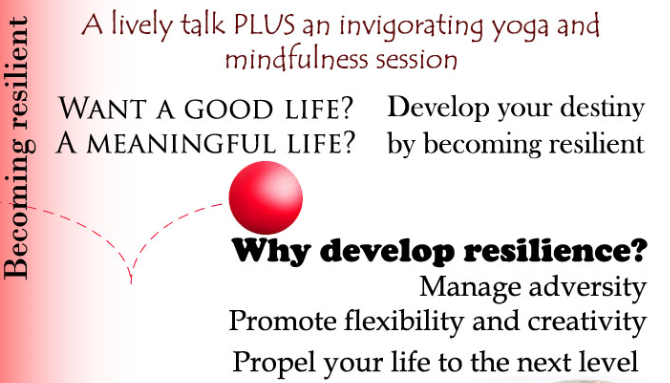 Becoming resilient
A lively talk PLUS an invigorating yoga and
mindfulness session
WANT A GOOD LIFE?
A MEANINGFUL LIFE?
Develop your destiny
by becoming resilient
Why develop resilience?
Manage adversity
Promote flexibility and creativity
Propel your life to the next level